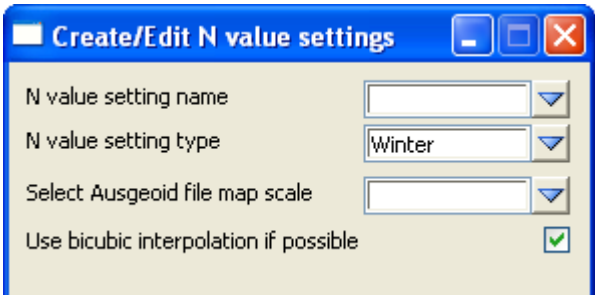 Create/Edit N value settings
N value setting name
N value setting type Winter
Select Ausgeoid file map scale
Use bicubic interpolation if possible